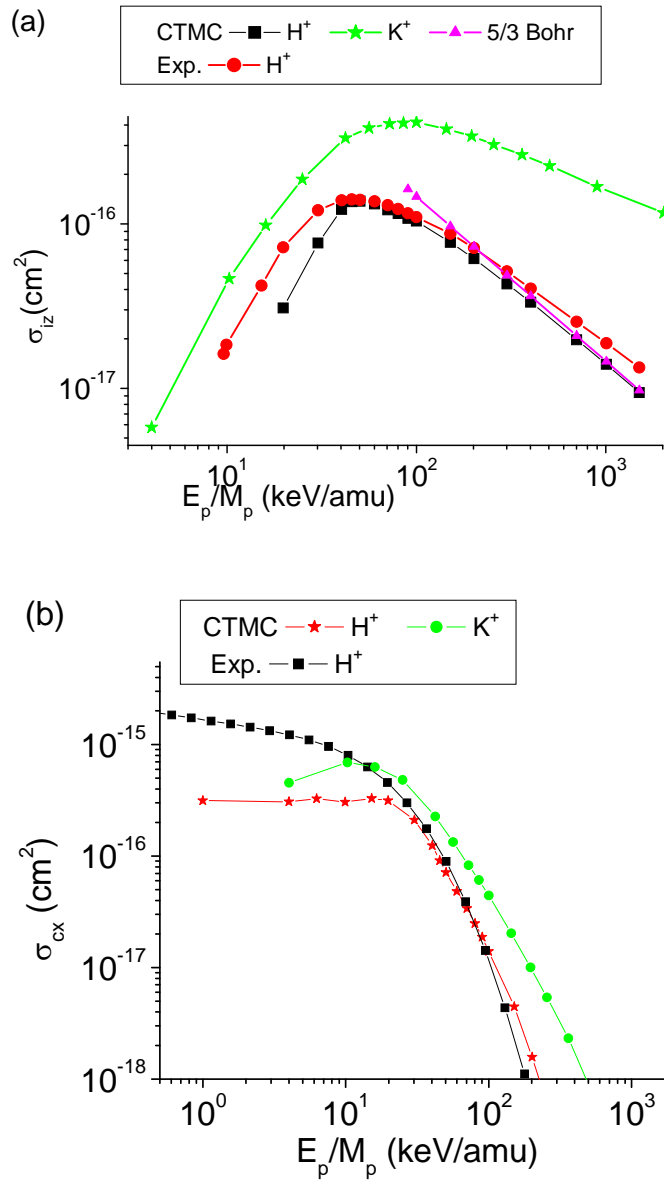 (a)
CTMC H⁺ K⁺ 5/3 Bohr
Exp. H⁺
10⁻¹⁶
10⁻¹⁷
σ_iz(cm²)
10¹ 10² 10³
E_p/M_p (keV/amu)
(b)
CTMC H⁺ K⁺
Exp. H⁺
10⁻¹⁵
10⁻¹⁶
10⁻¹⁷
10⁻¹⁸
σ_cx (cm²)
10⁰ 10¹ 10² 10³
E_p/M_p (keV/amu)